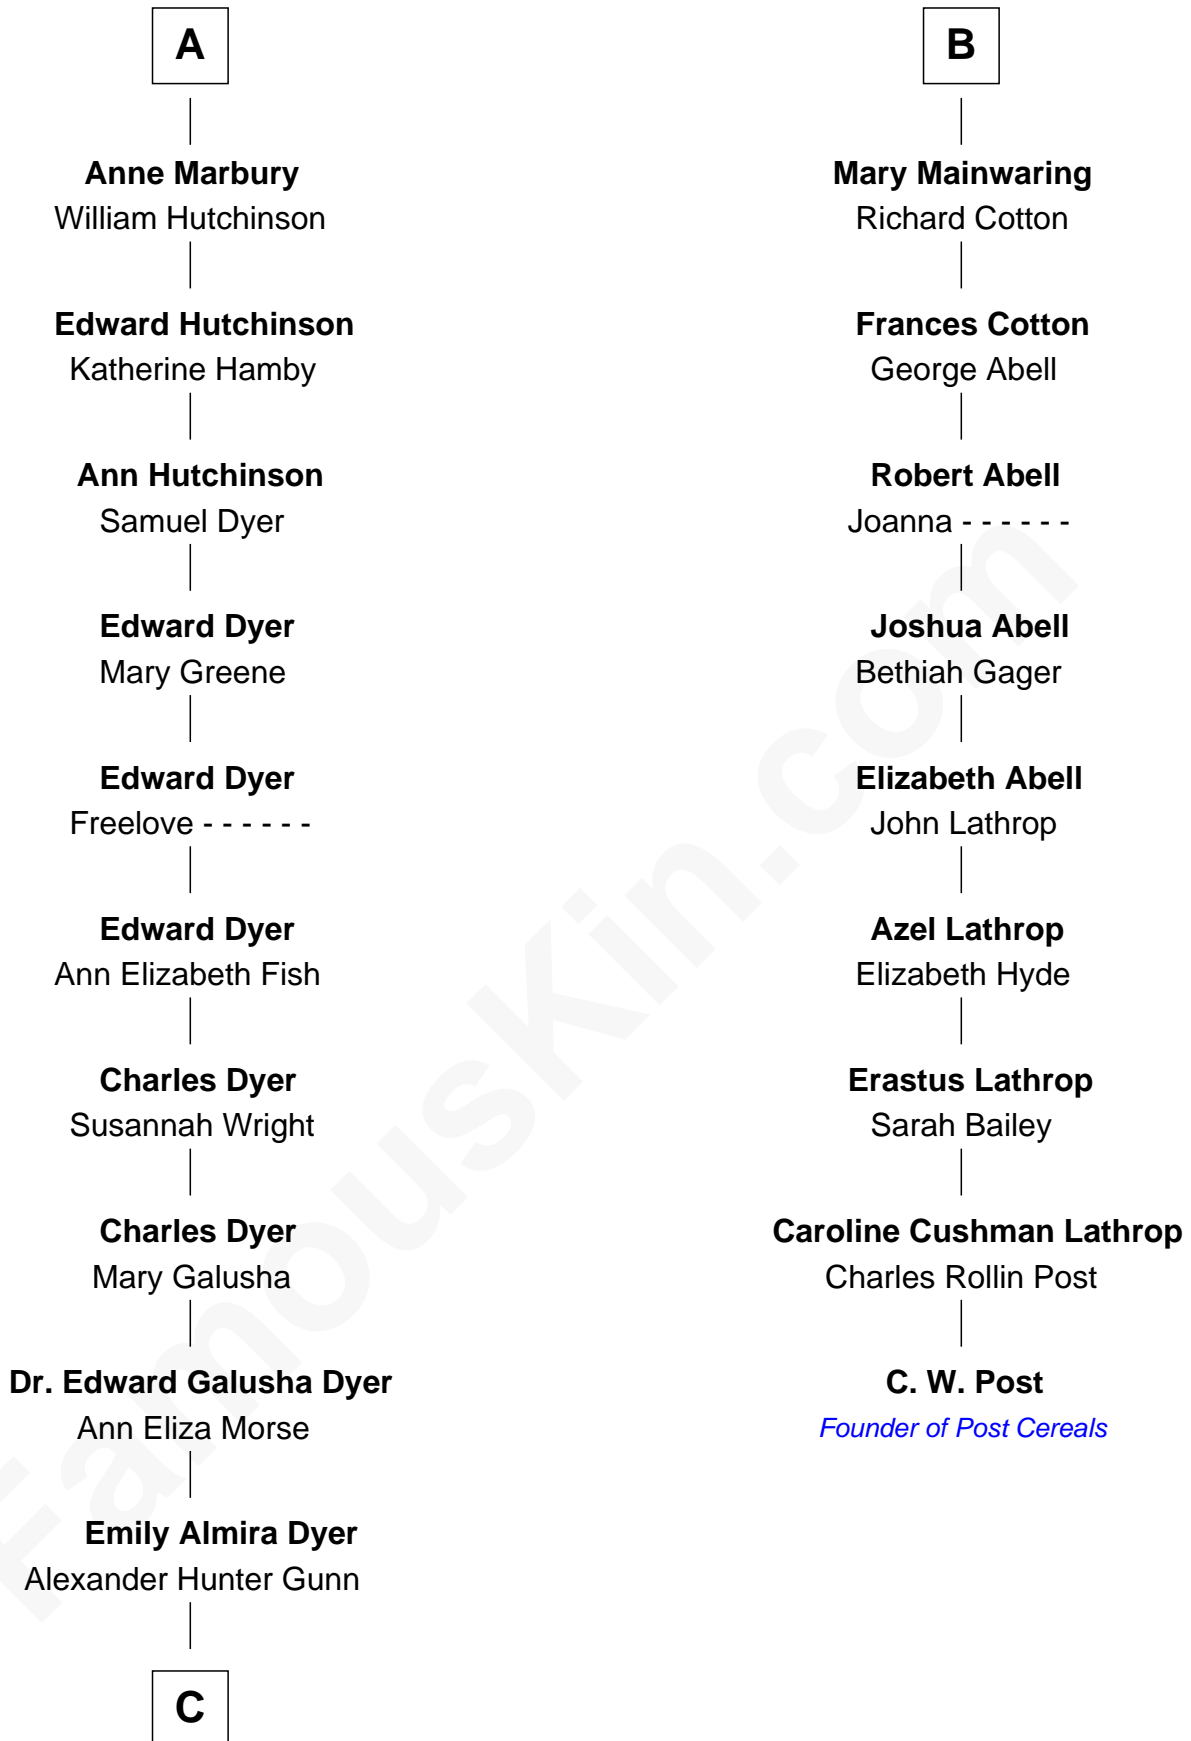 A
Anne Marbury
William Hutchinson
Edward Hutchinson
Katherine Hamby
Ann Hutchinson
Samuel Dyer
Edward Dyer
Mary Greene
Edward Dyer
Freelove - - - - - -
Edward Dyer
Ann Elizabeth Fish
Charles Dyer
Susannah Wright
Charles Dyer
Mary Galusha
Dr. Edward Galusha Dyer
Ann Eliza Morse
Emily Almira Dyer
Alexander Hunter Gunn
C
B
Mary Mainwaring
Richard Cotton
Frances Cotton
George Abell
Robert Abell
Joanna - - - - - -
Joshua Abell
Bethiah Gager
Elizabeth Abell
John Lathrop
Azel Lathrop
Elizabeth Hyde
Erastus Lathrop
Sarah Bailey
Caroline Cushman Lathrop
Charles Rollin Post
C. W. Post
Founder of Post Cereals
FamousKin.com